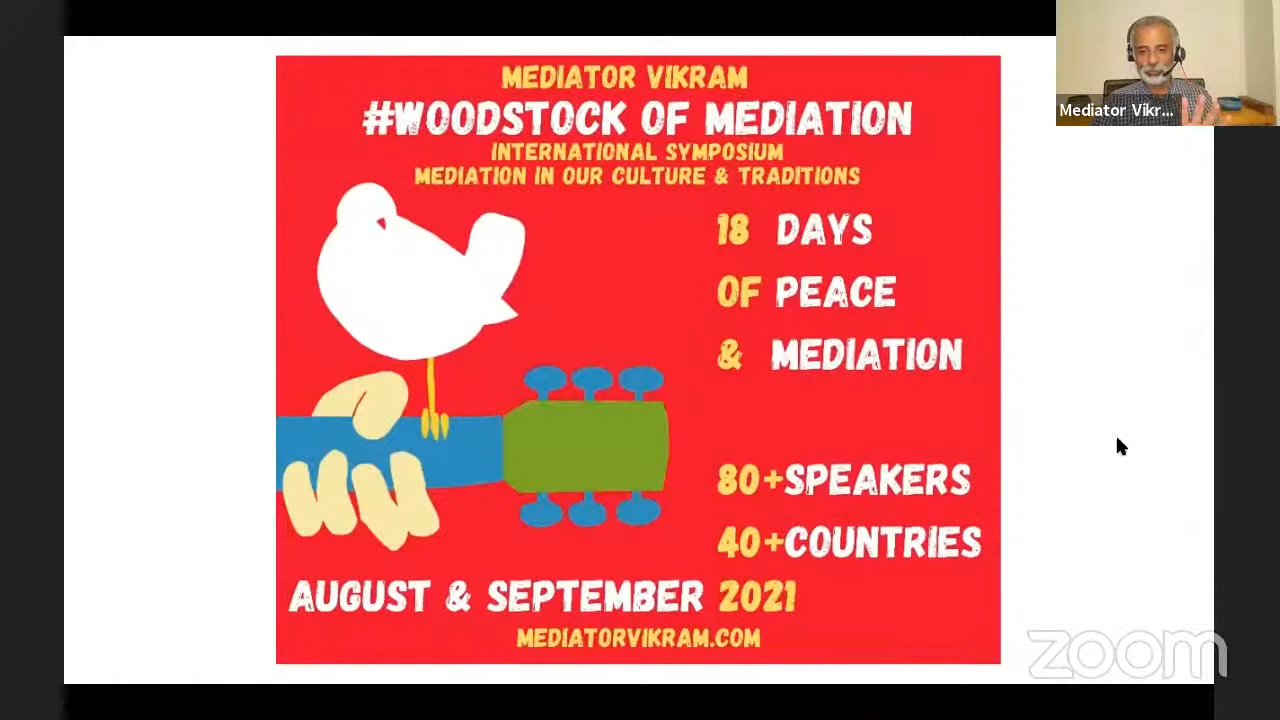 MEDIATOR VIKRAM
#WOODSTOCK OF MEDIATION
INTERNATIONAL SYMPOSIUM
MEDIATION IN OUR CULTURE & TRADITIONS
18 DAYS
OF PEACE
& MEDIATION
80+SPEAKERS
40+COUNTRIES
AUGUST & SEPTEMBER 2021
MEDIATORVIKRAM.COM
Mediator Vikr...
zoom